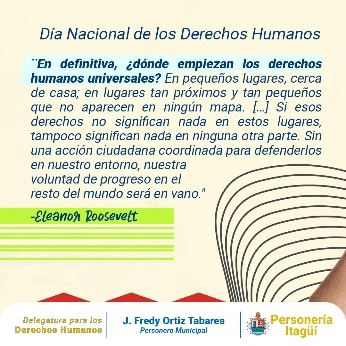 Día Nacional de los Derechos Humanos
¨En definitiva, ¿dónde empiezan los derechos
humanos universales? En pequeños lugares, cerca
de casa; en lugares tan próximos y tan pequeños
que no aparecen en ningún mapa. [...] Si esos
derechos no significan nada en estos lugares,
tampoco significan nada en ninguna otra parte. Sin
una acción ciudadana coordinada para defenderlos
en nuestro entorno, nuestra
voluntad de progreso en el
resto del mundo será en vano."
-Eleanor Roosevelt
Delegatura para los
Derechos Humanos
J. Fredy Ortiz Tabarea
Personero Municipal
Personería
Itagüí